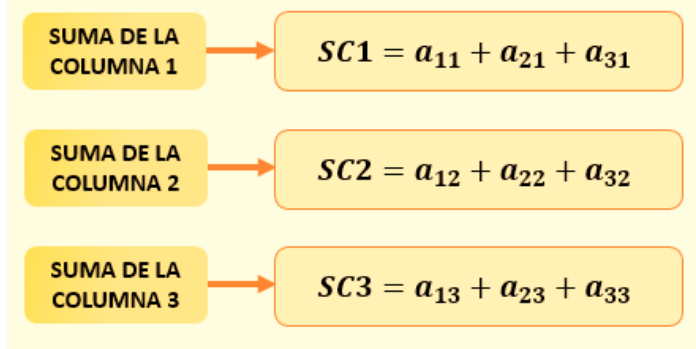 SUMA DE LA
COLUMNA 1
SC1 = a₁₁ + a₂₁ + a₃₁
SUMA DE LA
COLUMNA 2
SC2 = a₁₂ + a₂₂ + a₃₂
SUMA DE LA
COLUMNA 3
SC3 = a₁₃ + a₂₃ + a₃₃